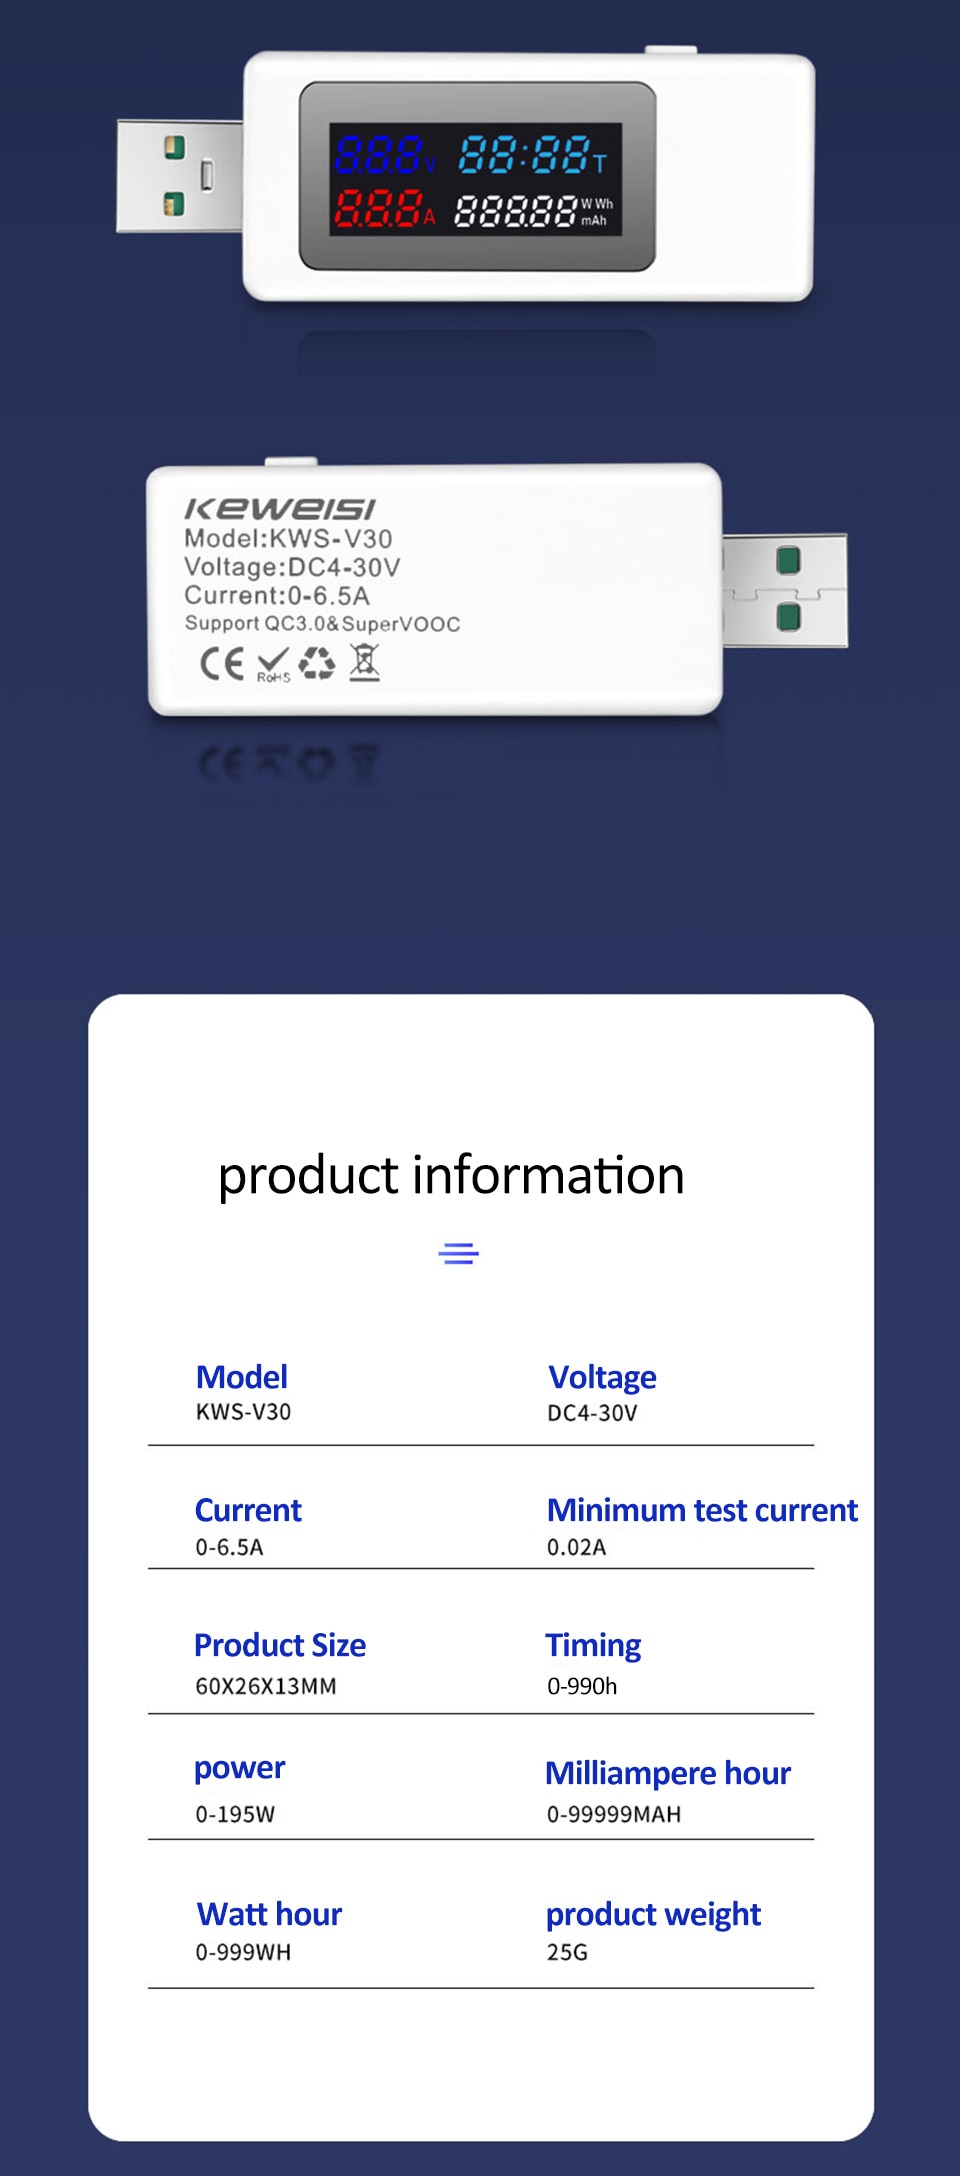 888V 88:88T
888A 88888 W Wh
mAh
KEWEISI
Model:KWS-V30
Voltage:DC4-30V
Current:0-6.5A
Support QC3.0&SuperVOOC
CE RoHS
product information
Model Voltage
KWS-V30 DC4-30V
Current Minimum test current
0-6.5A 0.02A
Product Size Timing
60X26X13MM 0-990h
power Milliampere hour
0-195W 0-99999MAH
Watt hour product weight
0-999WH 25G